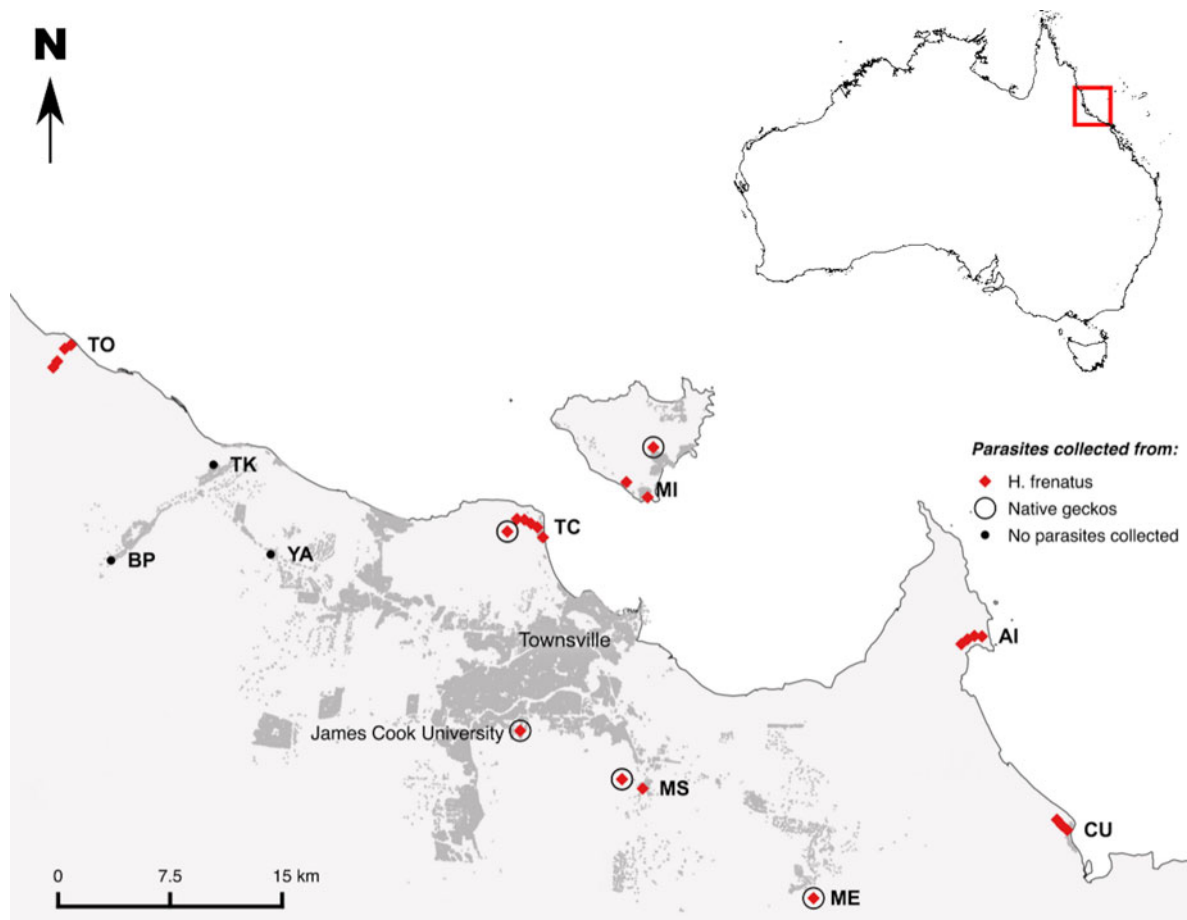 N
TO
TK
MI
BP
YA
TC
Parasites collected from:
H. frenatus
Native geckos
No parasites collected
Townsville
AI
James Cook University
MS
CU
0 7.5 15 km
ME